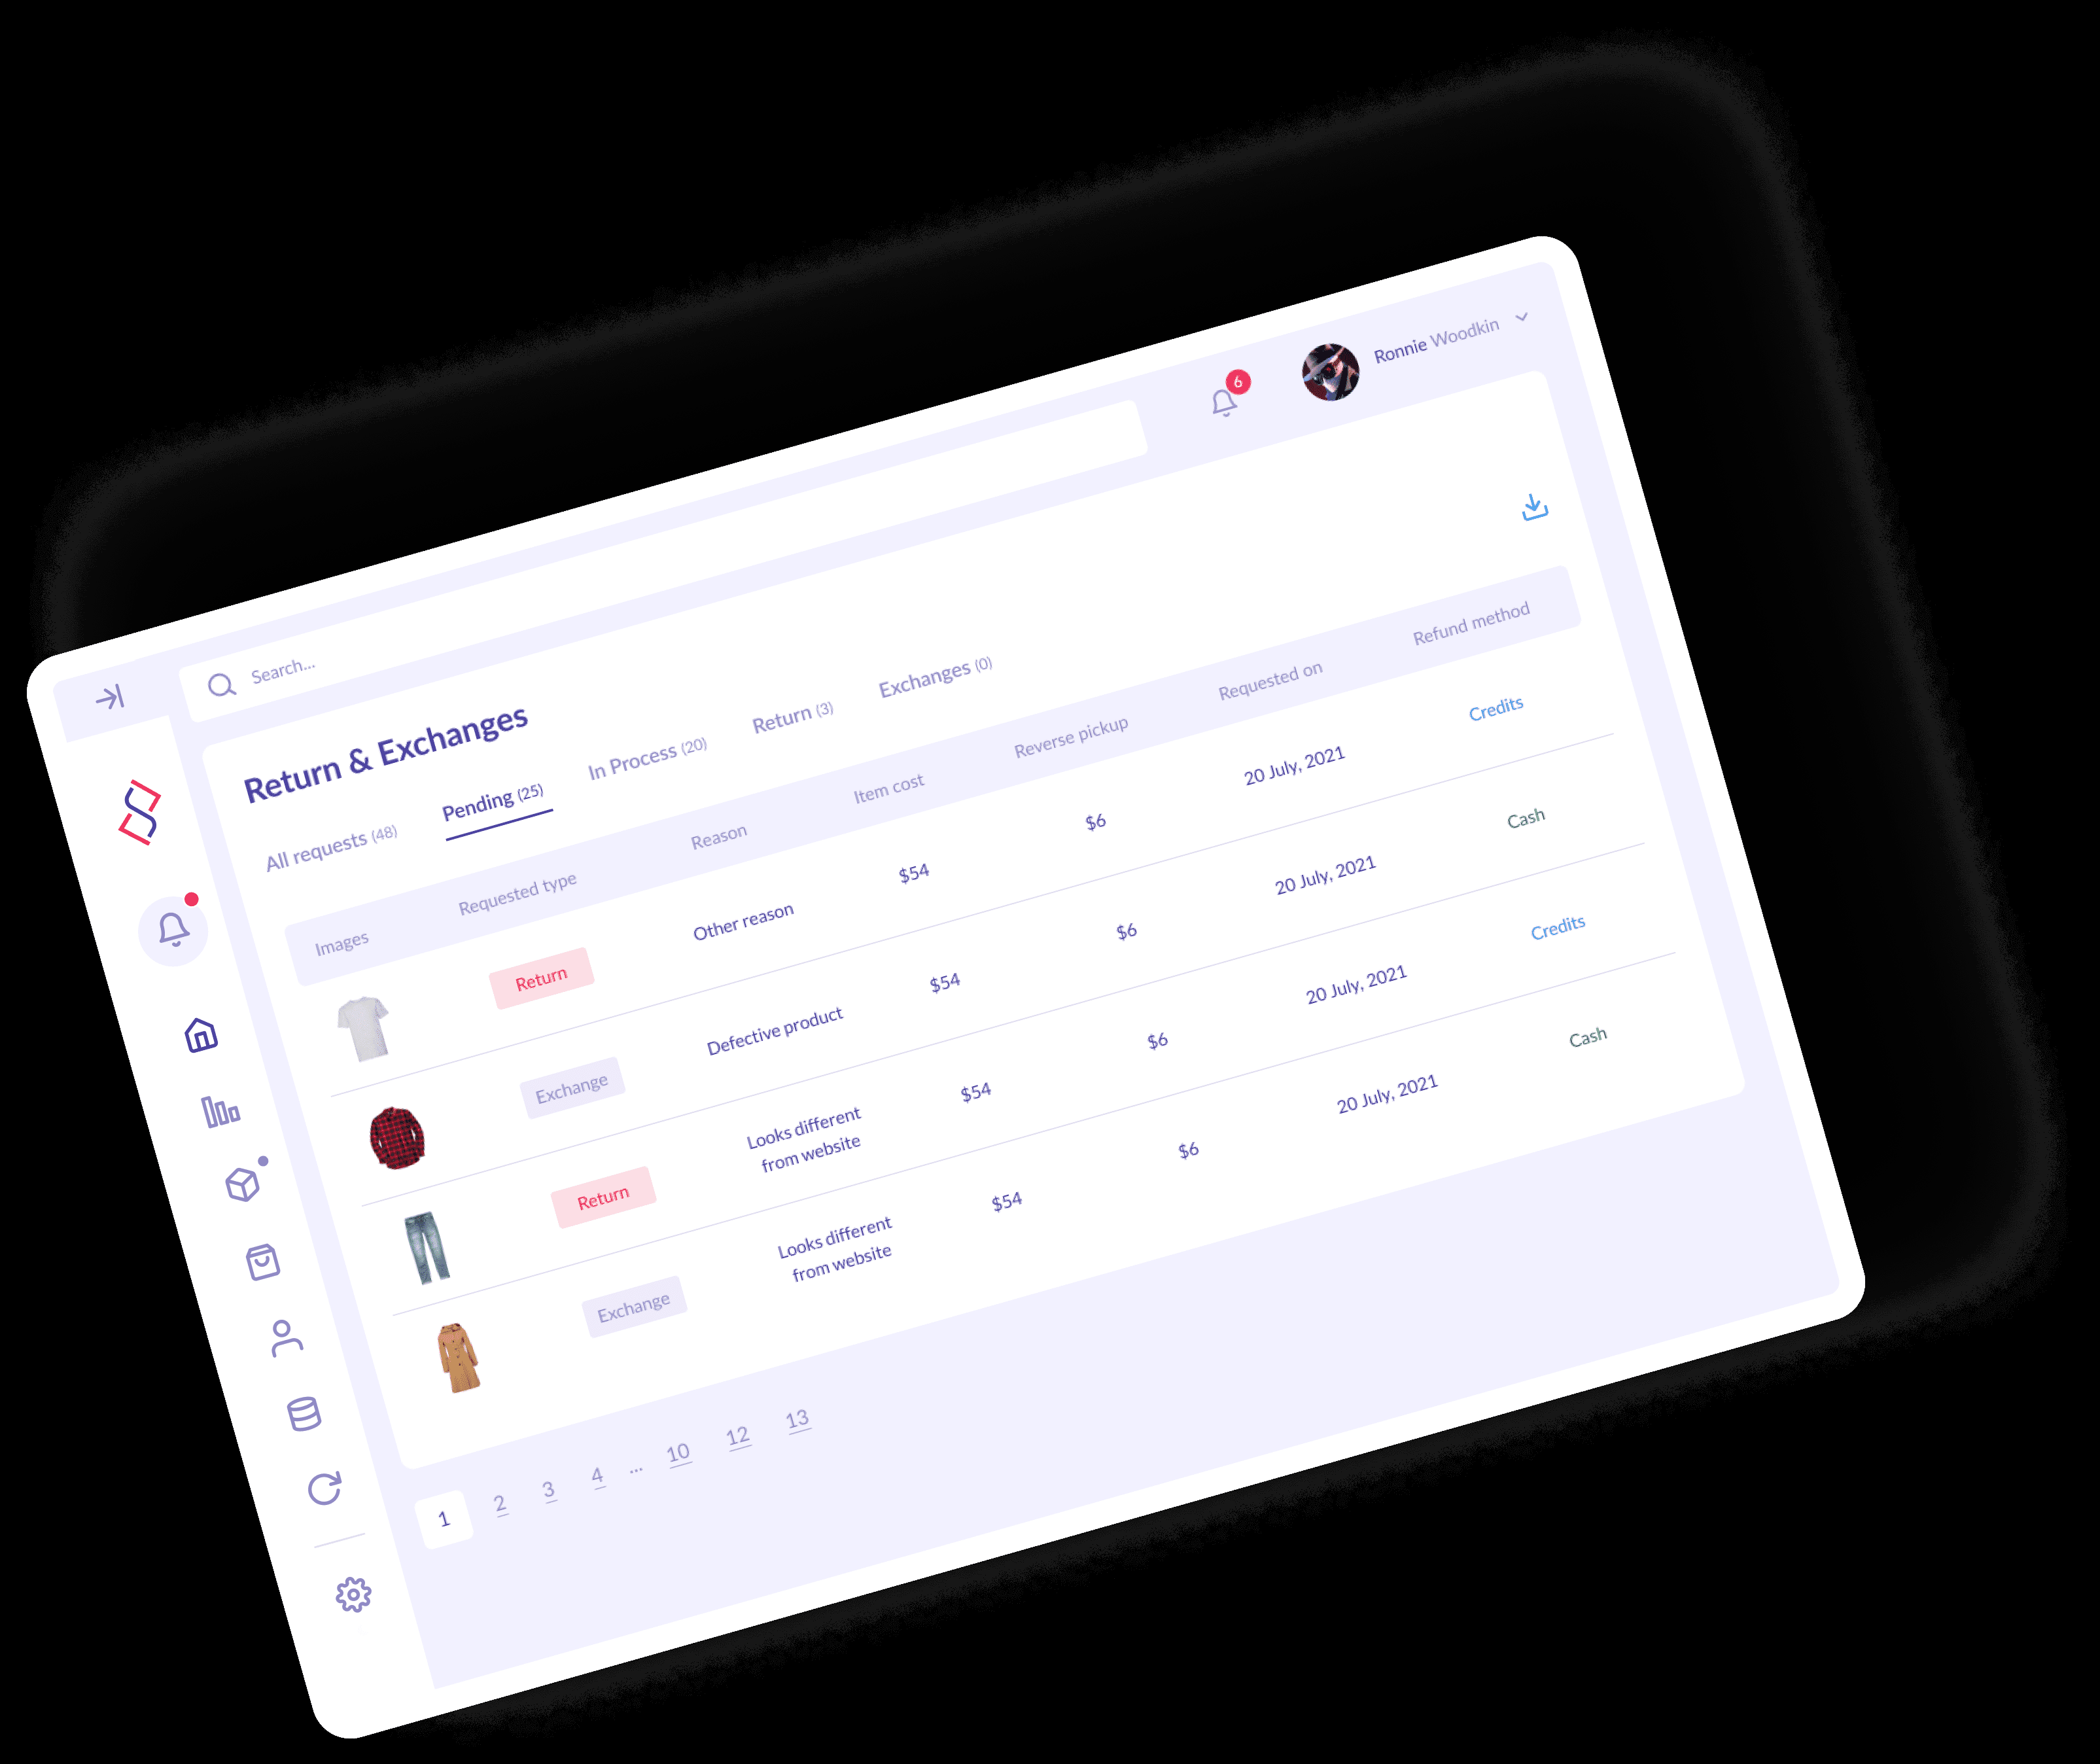 Ronnie Woodkin
6
Search...
Return & Exchanges
All requests (48)
Pending (25)
In Process (20)
Return (3)
Exchanges (0)
Images
Requested type
Reason
Item cost
Reverse pickup
Requested on
Refund method
Return
Other reason
$54
$6
20 July, 2021
Credits
Exchange
Defective product
$54
$6
20 July, 2021
Cash
Return
Looks different
from website
$54
$6
20 July, 2021
Credits
Exchange
Looks different
from website
$54
$6
20 July, 2021
Cash
1 2 3 4 ... 10 12 13